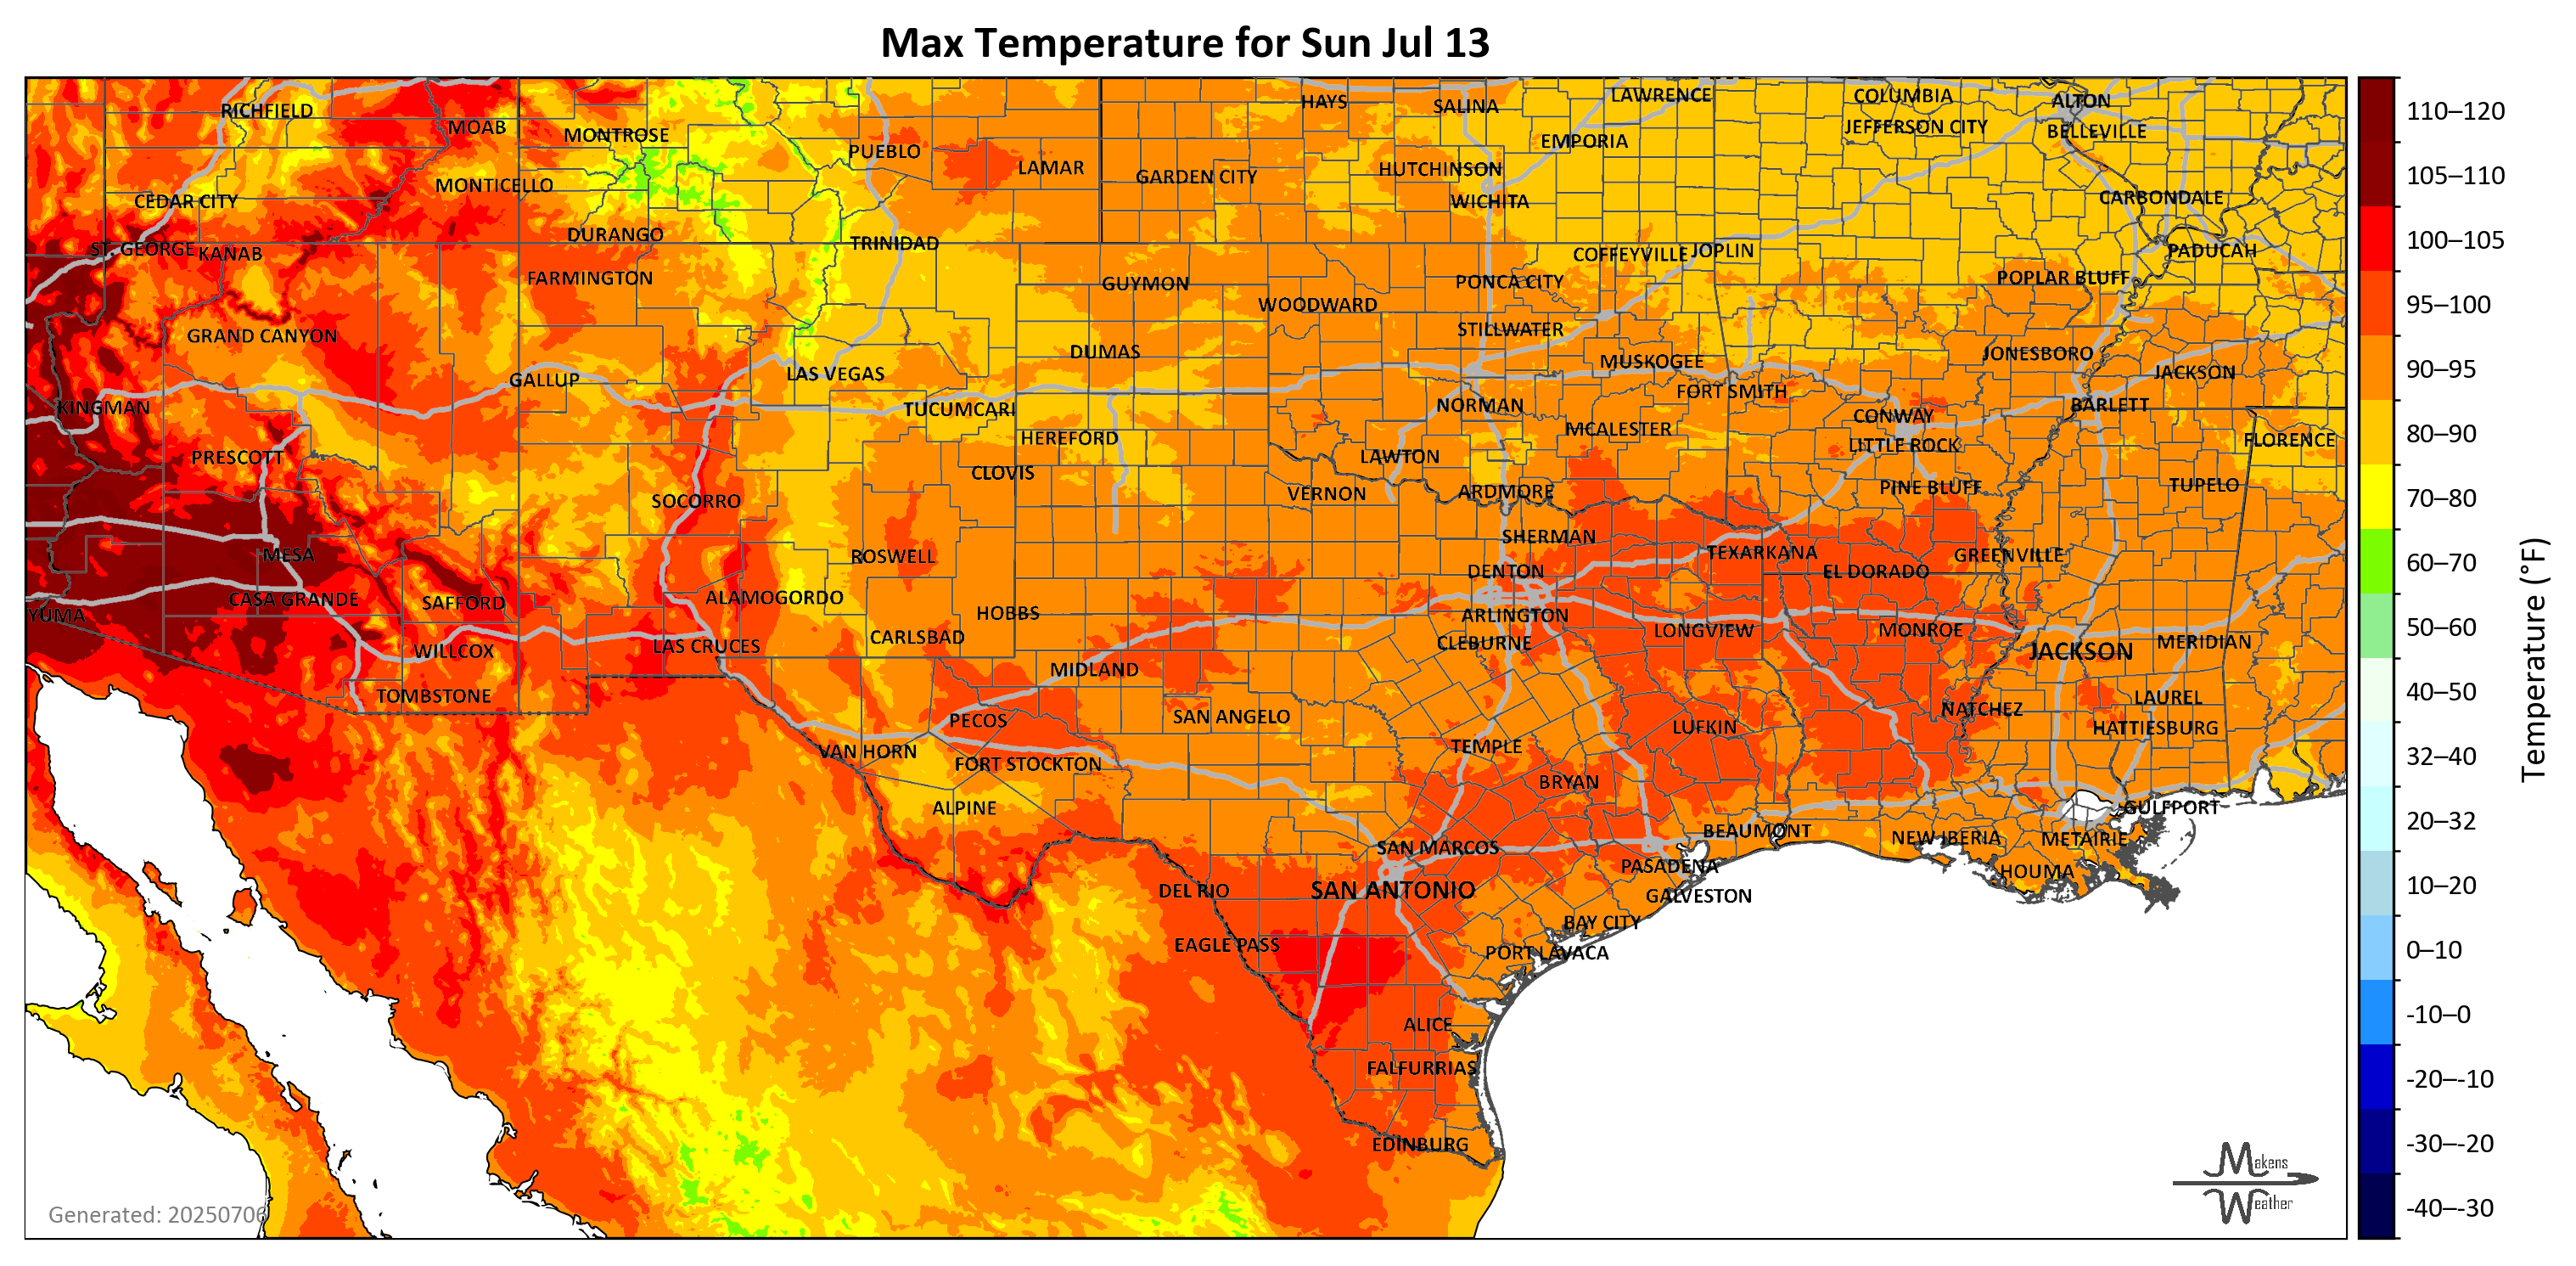 Max Temperature for Sun Jul 13
RICHFIELD
MOAB
MONTROSE
PUEBLO
LAMAR
HAYS
SALINA
LAWRENCE
COLUMBIA
ALTON
EMPORIA
JEFFERSON CITY
BELLEVILLE
GARDEN CITY
HUTCHINSON
CEDAR CITY
MONTICELLO
WICHITA
CARBONDALE
DURANGO
TRINIDAD
ST. GEORGE
KANAB
COFFEYVILLE
JOPLIN
PADUCAH
FARMINGTON
GUYMON
PONCA CITY
POPLAR BLUFF
WOODWARD
GRAND CANYON
STILLWATER
DUMAS
MUSKOGEE
JONESBORO
GALLUP
LAS VEGAS
FORT SMITH
JACKSON
KINGMAN
TUCUMCARI
NORMAN
CONWAY
BARLETT
HEREFORD
MCALESTER
LITTLE ROCK
FLORENCE
PRESCOTT
CLOVIS
LAWTON
SOCORRO
VERNON
ARDMORE
PINE BLUFF
TUPELO
MESA
ROSWELL
SHERMAN
TEXARKANA
GREENVILLE
DENTON
EL DORADO
CASA GRANDE
SAFFORD
ALAMOGORDO
YUMA
HOBBS
ARLINGTON
WILLCOX
LAS CRUCES
CARLSBAD
CLEBURNE
LONGVIEW
MONROE
JACKSON
MERIDIAN
TOMBSTONE
MIDLAND
PECOS
SAN ANGELO
NATCHEZ
LAUREL
VAN HORN
FORT STOCKTON
TEMPLE
LUFKIN
HATTIESBURG
ALPINE
BRYAN
GULFPORT
SAN MARCOS
BEAUMONT
NEW IBERIA
METAIRIE
DEL RIO
SAN ANTONIO
PASADENA
GALVESTON
HOUMA
EAGLE PASS
BAY CITY
PORT LAVACA
ALICE
FALFURRIAS
EDINBURG
Generated: 20250706
Makens
Weather
110–120
105–110
100–105
95–100
90–95
80–90
70–80
60–70
50–60
40–50
32–40
20–32
10–20
0–10
-10–0
-20–-10
-30–-20
-40–-30
Temperature (°F)